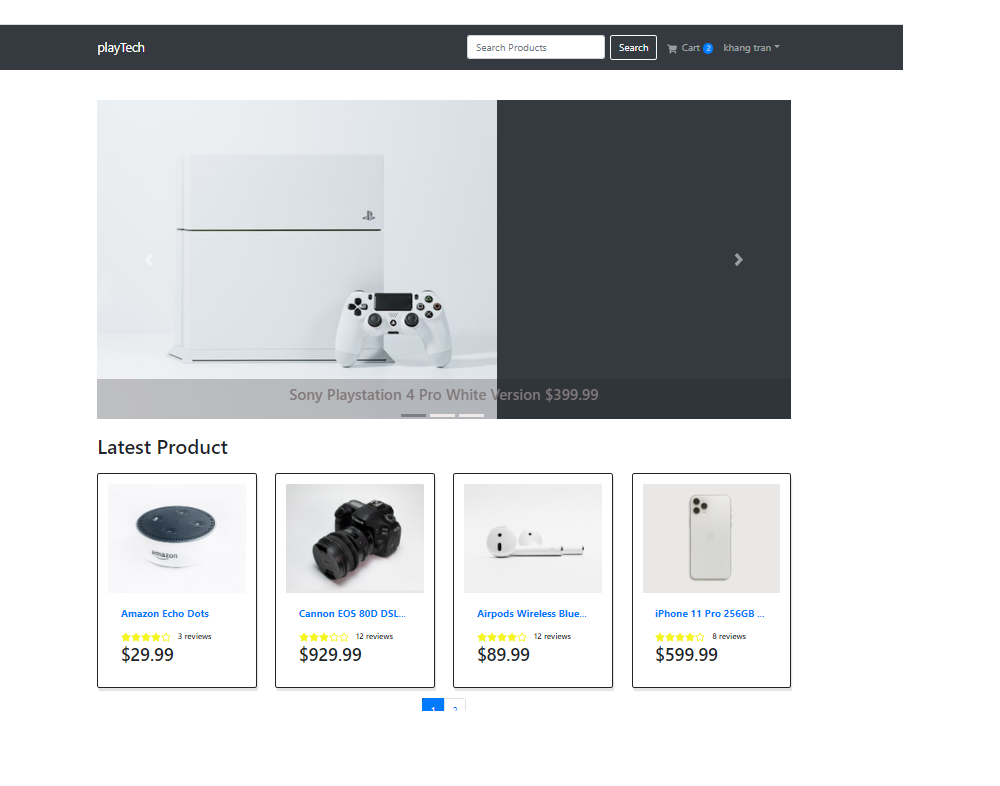 playTech
Search Products
Search
Cart 2
khang tran
Sony Playstation 4 Pro White Version $399.99
Latest Product
amazon
Amazon Echo Dots
3 reviews
$29.99
Cannon EOS 80D DSL...
12 reviews
$929.99
Airpods Wireless Blue...
12 reviews
$89.99
iPhone 11 Pro 256GB ...
8 reviews
$599.99
1 2